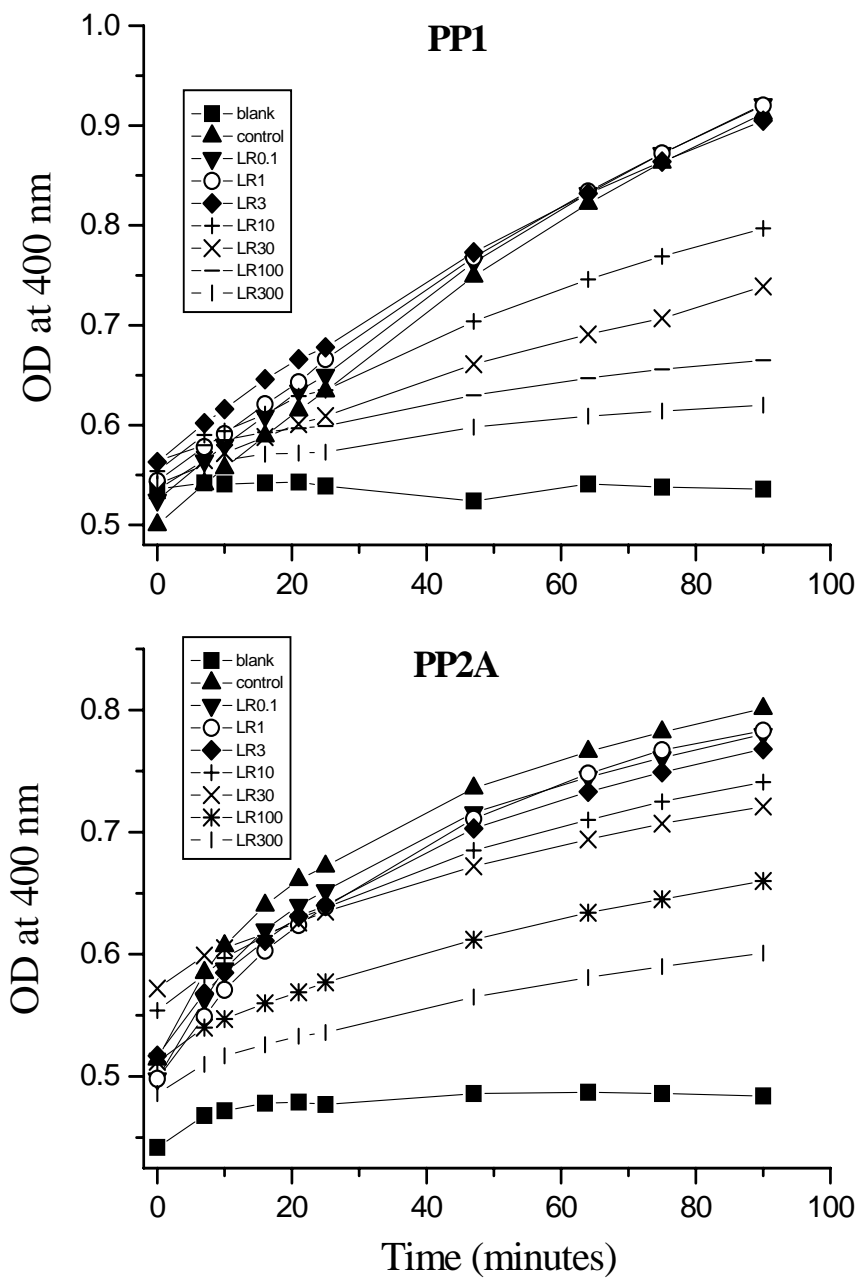 PP1
1.0
0.9
0.8
0.7
0.6
0.5
OD at 400 nm
blank
control
LR0.1
LR1
LR3
LR10
LR30
LR100
LR300
0 20 40 60 80 100
PP2A
0.8
0.7
0.6
0.5
OD at 400 nm
blank
control
LR0.1
LR1
LR3
LR10
LR30
LR100
LR300
0 20 40 60 80 100
Time (minutes)